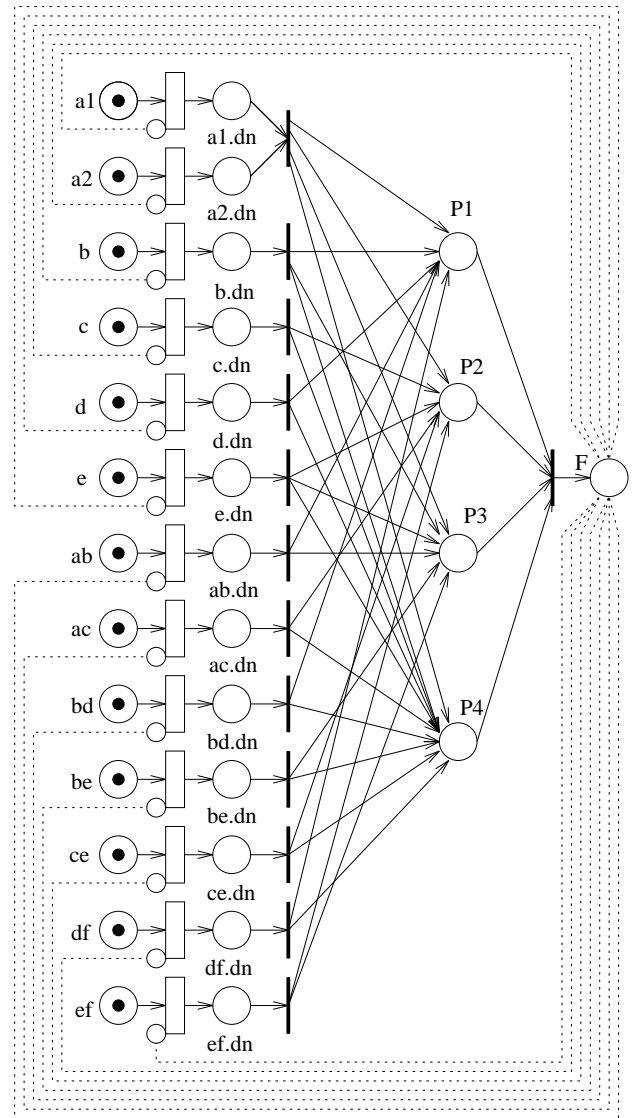 a1
a1.dn
a2
a2.dn
P1
b
b.dn
c
c.dn
P2
d
d.dn
F
e
e.dn
P3
ab
ab.dn
ac
ac.dn
P4
bd
bd.dn
be
be.dn
ce
ce.dn
df
df.dn
ef
ef.dn